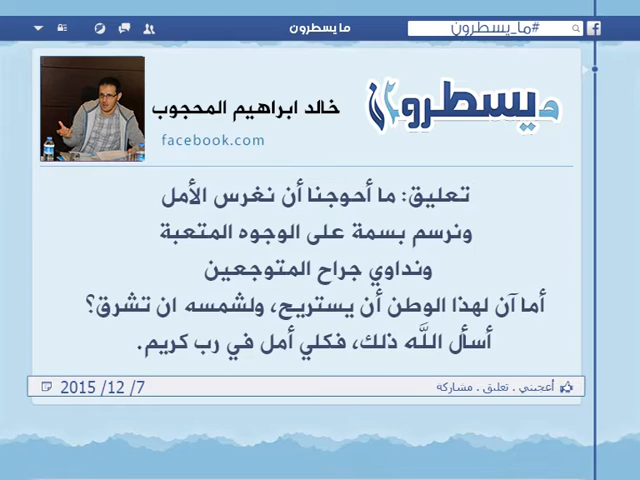 ما يسطرون
#ما_يسطرون
ما يسطرون
خالد ابراهيم المحجوب
facebook.com
تعليق: ما أحوجنا أن نغرس الأمل
ونرسم بسمة على الوجوه المتعبة
ونداوي جراح المتوجعين
أما آن لهذا الوطن أن يستريح، ولشمسه ان تشرق؟
أسأل الله ذلك، فكلي أمل في رب كريم.
أعجبني . تعليق . مشاركة
2015 /12 /7